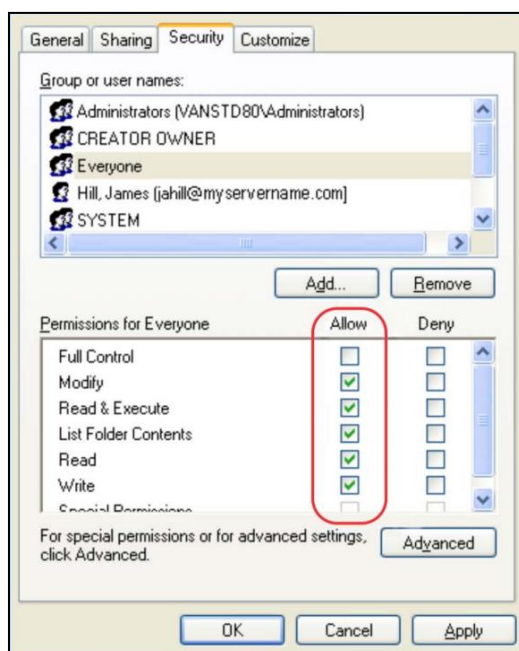 General Sharing Security Customize
Group or user names:
Administrators (VANSTD80\Administrators)
CREATOR OWNER
Everyone
Hill, James (jahill@myservername.com]
SYSTEM
Add... Remove
Permissions for Everyone Allow Deny
Full Control
Modify
Read & Execute
List Folder Contents
Read
Write
Special Permissions
For special permissions or for advanced settings, Advanced
click Advanced.
OK Cancel Apply